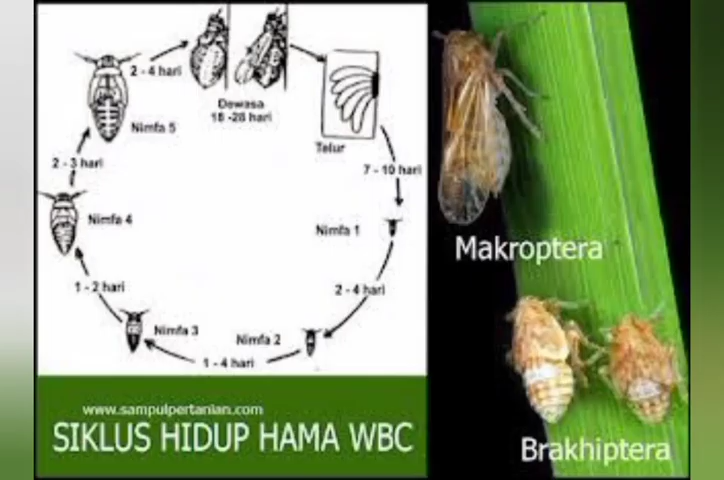 2 - 4 hari
Dewasa
18 -28 hari
Nimfa 5
Telur
7 - 10 hari
2 - 3 hari
Nimfa 4
Nimfa 1
2 - 4 hari
1 - 2 hari
Nimfa 3
Nimfa 2
1 - 4 hari
www.sampulpertanian.com
SIKLUS HIDUP HAMA WBC
Makroptera
Brakhiptera